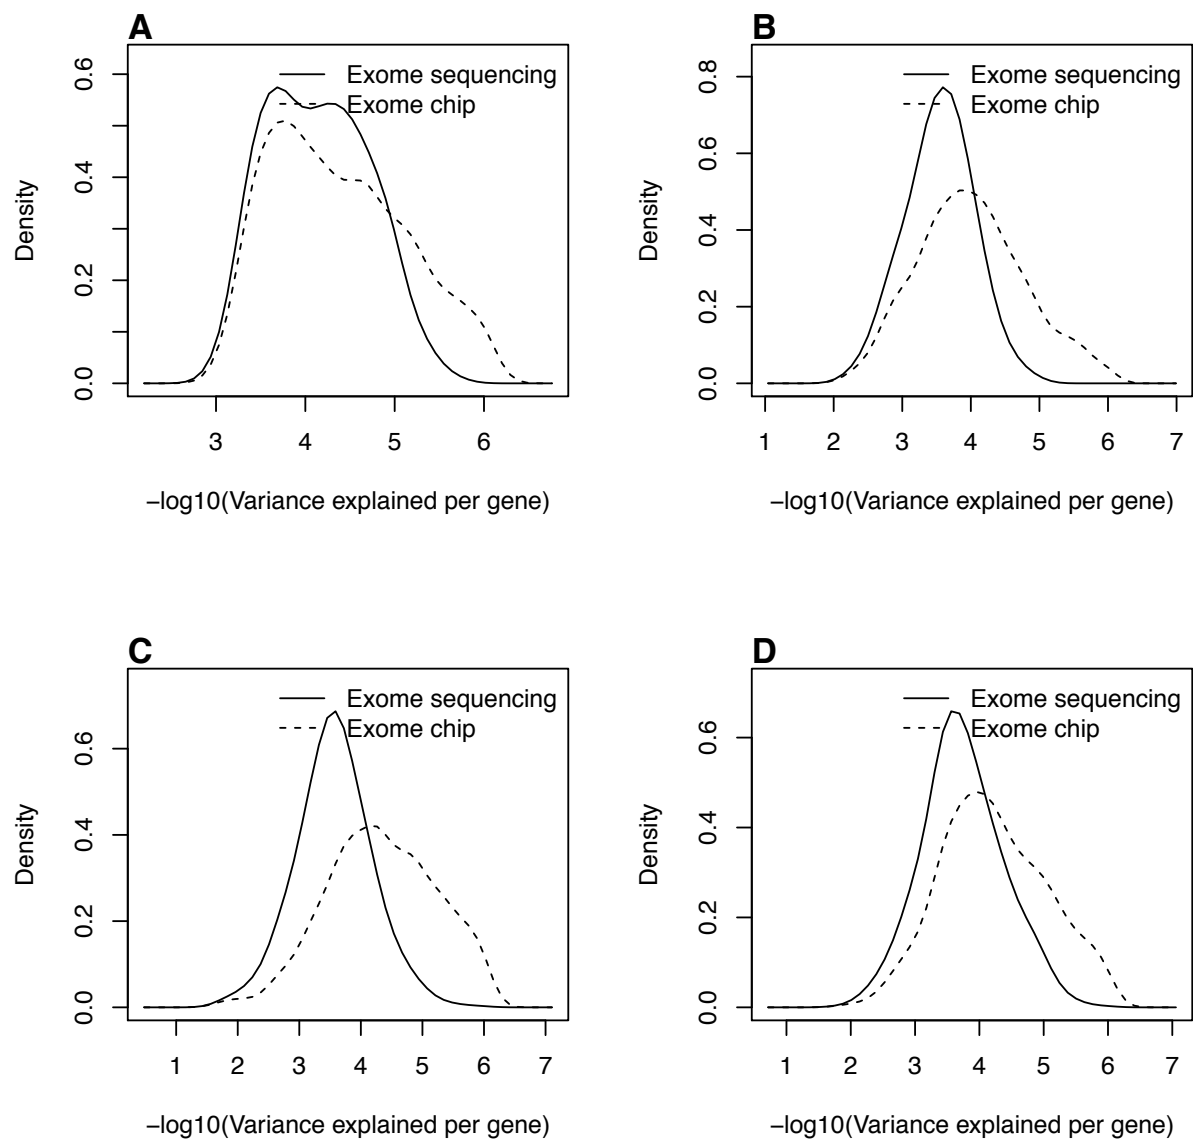 A
Exome sequencing
Exome chip
0.0
0.2
0.4
0.6
Density
3 4 5 6
−log10(Variance explained per gene)
B
Exome sequencing
Exome chip
0.0
0.2
0.4
0.6
0.8
Density
1 2 3 4 5 6 7
−log10(Variance explained per gene)
C
Exome sequencing
Exome chip
0.0
0.2
0.4
0.6
Density
1 2 3 4 5 6 7
−log10(Variance explained per gene)
D
Exome sequencing
Exome chip
0.0
0.2
0.4
0.6
Density
1 2 3 4 5 6 7
−log10(Variance explained per gene)